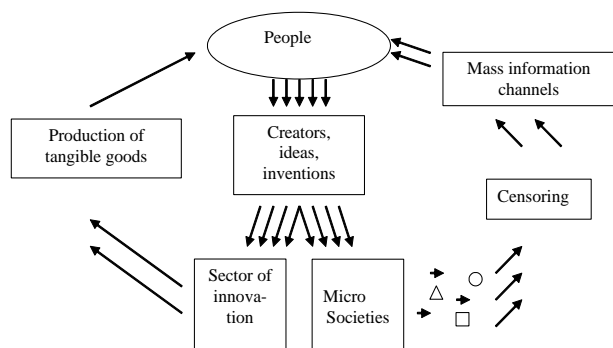 People
Mass information
channels
Production of
tangible goods
Creators,
ideas,
inventions
Censoring
Sector of
innova-
tion
Micro
Societies